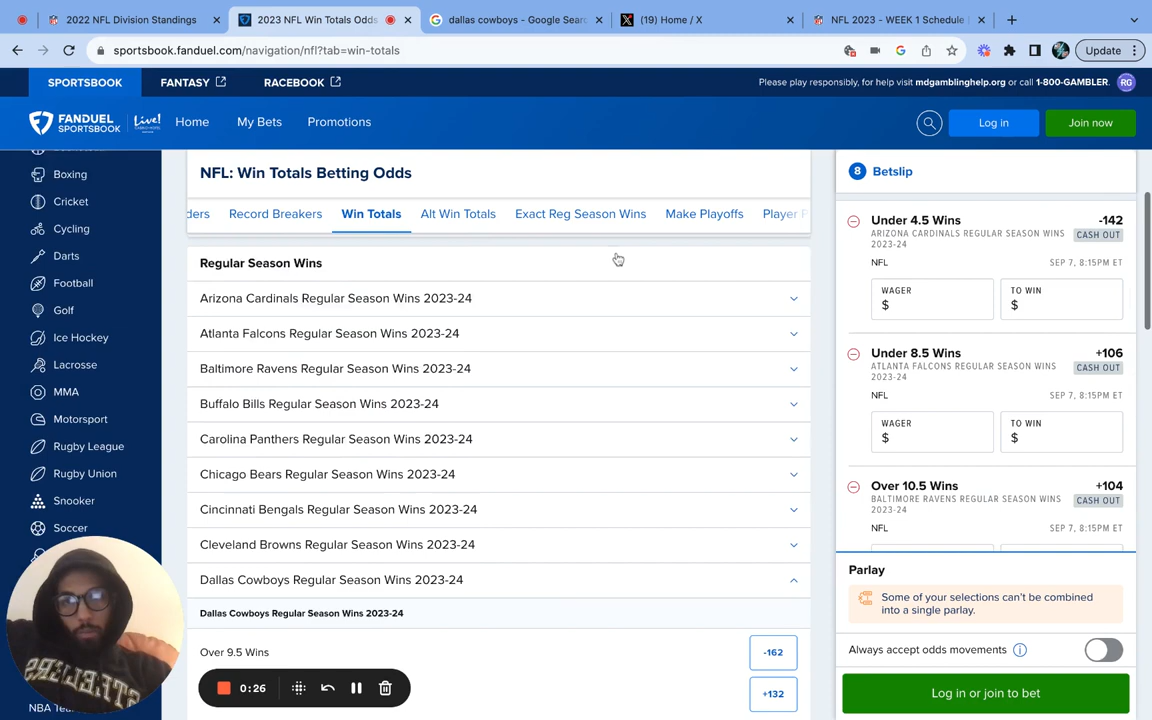 2022 NFL Division Standings
2023 NFL Win Totals Odds
dallas cowboys - Google Sear
(19) Home / X
NFL 2023 - WEEK 1 Schedule
sportsbook.fanduel.com/navigation/nfl?tab=win-totals
Update
SPORTSBOOK
FANTASY
RACEBOOK
Please play responsibly, for help visit mdgamblinghelp.org or call 1-800-GAMBLER.
RG
FANDUEL
SPORTSBOOK
Live!
Home
My Bets
Promotions
Log in
Join now
Boxing
Cricket
Cycling
Darts
Football
Golf
Ice Hockey
Lacrosse
MMA
Motorsport
Rugby League
Rugby Union
Snooker
Soccer
NBA Tea
NFL: Win Totals Betting Odds
ders
Record Breakers
Win Totals
Alt Win Totals
Exact Reg Season Wins
Make Playoffs
Player P
Regular Season Wins
Arizona Cardinals Regular Season Wins 2023-24
Atlanta Falcons Regular Season Wins 2023-24
Baltimore Ravens Regular Season Wins 2023-24
Buffalo Bills Regular Season Wins 2023-24
Carolina Panthers Regular Season Wins 2023-24
Chicago Bears Regular Season Wins 2023-24
Cincinnati Bengals Regular Season Wins 2023-24
Cleveland Browns Regular Season Wins 2023-24
Dallas Cowboys Regular Season Wins 2023-24
Dallas Cowboys Regular Season Wins 2023-24
Over 9.5 Wins
-162
+132
0:26
STEELERS
8 Betslip
Under 4.5 Wins
-142
ARIZONA CARDINALS REGULAR SEASON WINS
2023-24
CASH OUT
NFL
SEP 7, 8:15PM ET
WAGER
$
TO WIN
$
Under 8.5 Wins
+106
ATLANTA FALCONS REGULAR SEASON WINS
2023-24
CASH OUT
NFL
SEP 7, 8:15PM ET
WAGER
$
TO WIN
$
Over 10.5 Wins
+104
BALTIMORE RAVENS REGULAR SEASON WINS
2023-24
CASH OUT
NFL
SEP 7, 8:15PM ET
Parlay
Some of your selections can't be combined
into a single parlay.
Always accept odds movements
Log in or join to bet